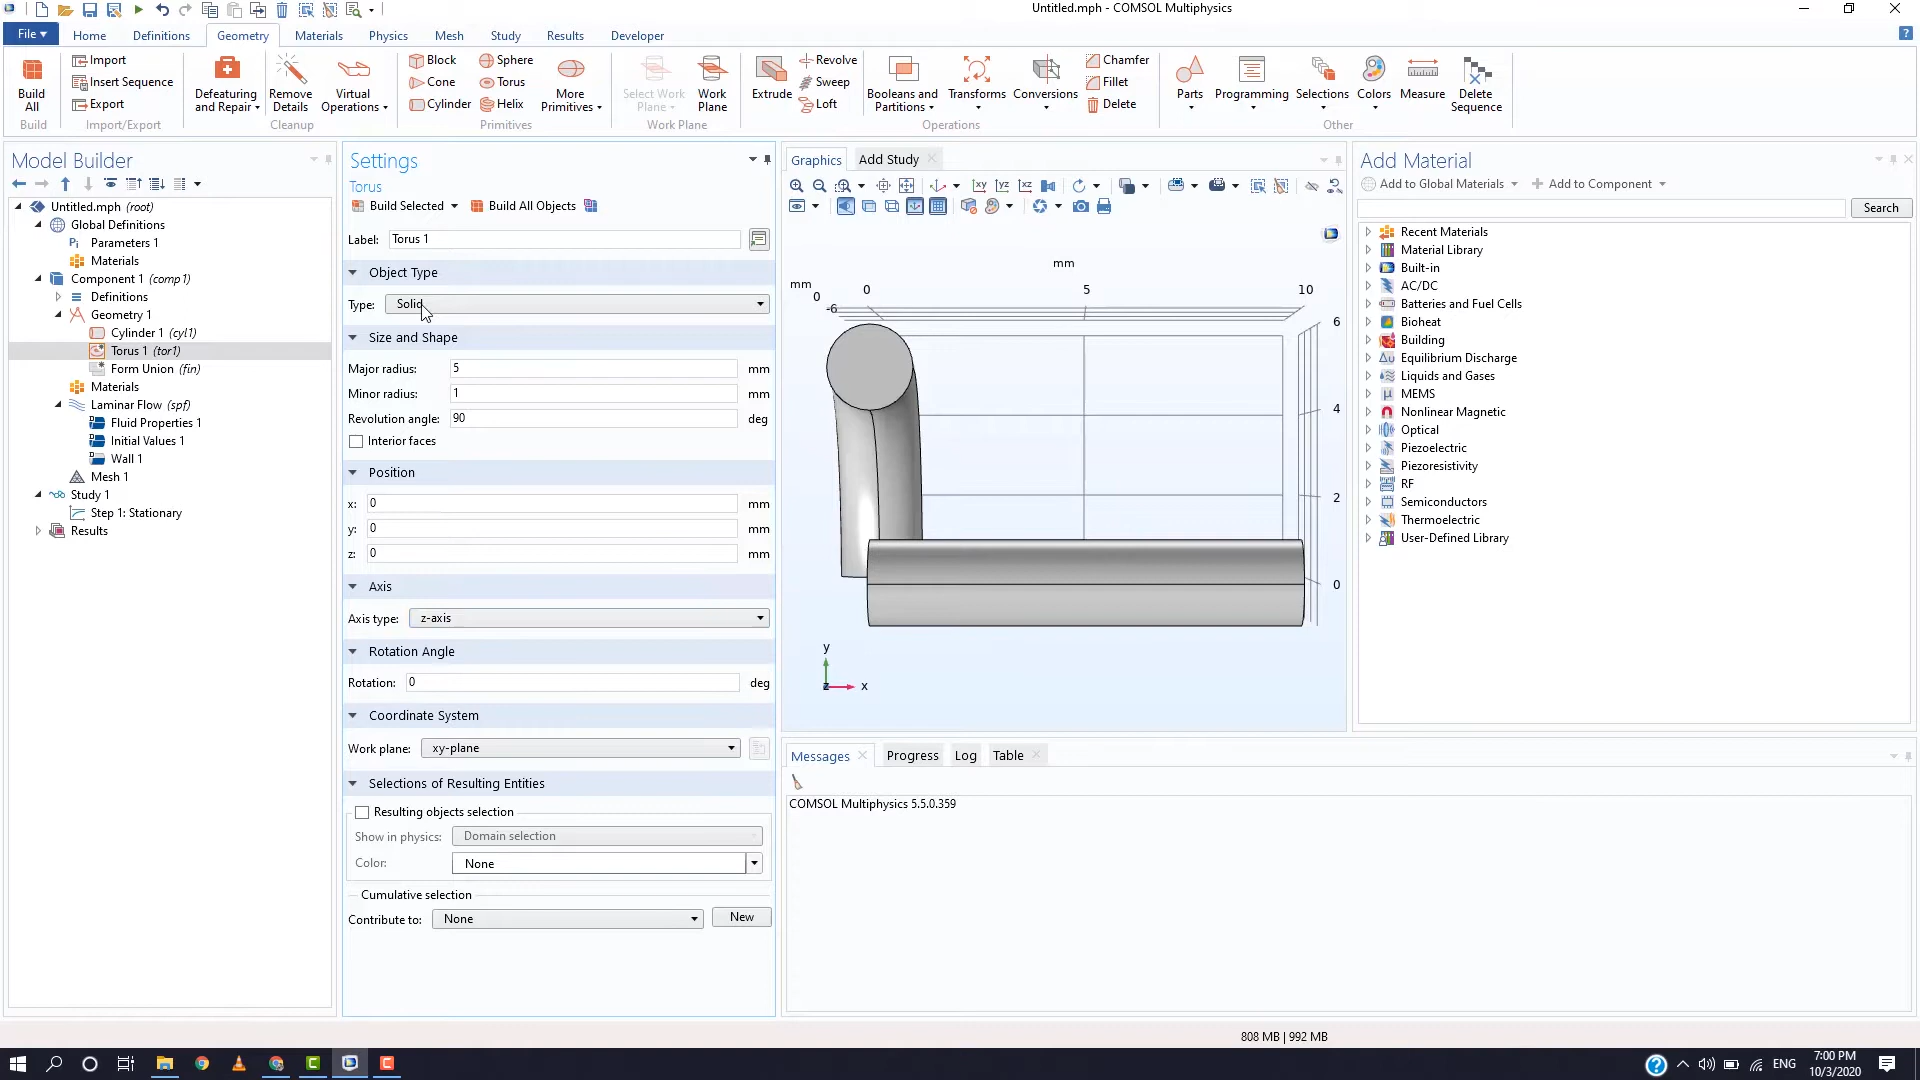 Untitled.mph - COMSOL Multiphysics
File Home Definitions Geometry Materials Physics Mesh Study Results Developer
Build All
Build
Import
Insert Sequence
Export
Import/Export
Defeaturing and Repair
Remove Details
Virtual Operations
Cleanup
Block Sphere
Cone Torus
Cylinder Helix
More Primitives
Primitives
Select Work Plane
Work Plane
Work Plane
Extrude
Revolve
Sweep
Loft
Booleans and Partitions
Transforms
Conversions
Chamfer
Fillet
Delete
Operations
Parts
Programming
Selections
Colors
Measure
Delete Sequence
Other
Model Builder
Untitled.mph (root)
Global Definitions
Pi Parameters 1
Materials
Component 1 (comp1)
Definitions
Geometry 1
Cylinder 1 (cyl1)
Torus 1 (tor1)
Form Union (fin)
Materials
Laminar Flow (spf)
Fluid Properties 1
Initial Values 1
Wall 1
Mesh 1
Study 1
Step 1: Stationary
Results
Settings
Torus
Build Selected Build All Objects
Label: Torus 1
Object Type
Type: Solid
Size and Shape
Major radius: 5 mm
Minor radius: 1 mm
Revolution angle: 90 deg
Interior faces
Position
x: 0 mm
y: 0 mm
z: 0 mm
Axis
Axis type: z-axis
Rotation Angle
Rotation: 0 deg
Coordinate System
Work plane: xy-plane
Selections of Resulting Entities
Resulting objects selection
Show in physics: Domain selection
Color: None
Cumulative selection
Contribute to: None New
Graphics Add Study
xy yz xz
mm
mm 0 5 10
0
-6
6
4
2
0
y
z x
Messages Progress Log Table
COMSOL Multiphysics 5.5.0.359
Add Material
Add to Global Materials Add to Component
Search
Recent Materials
Material Library
Built-in
AC/DC
Batteries and Fuel Cells
Bioheat
Building
Equilibrium Discharge
Liquids and Gases
MEMS
Nonlinear Magnetic
Optical
Piezoelectric
Piezoresistivity
RF
Semiconductors
Thermoelectric
User-Defined Library
808 MB | 992 MB
ENG
7:00 PM
10/3/2020